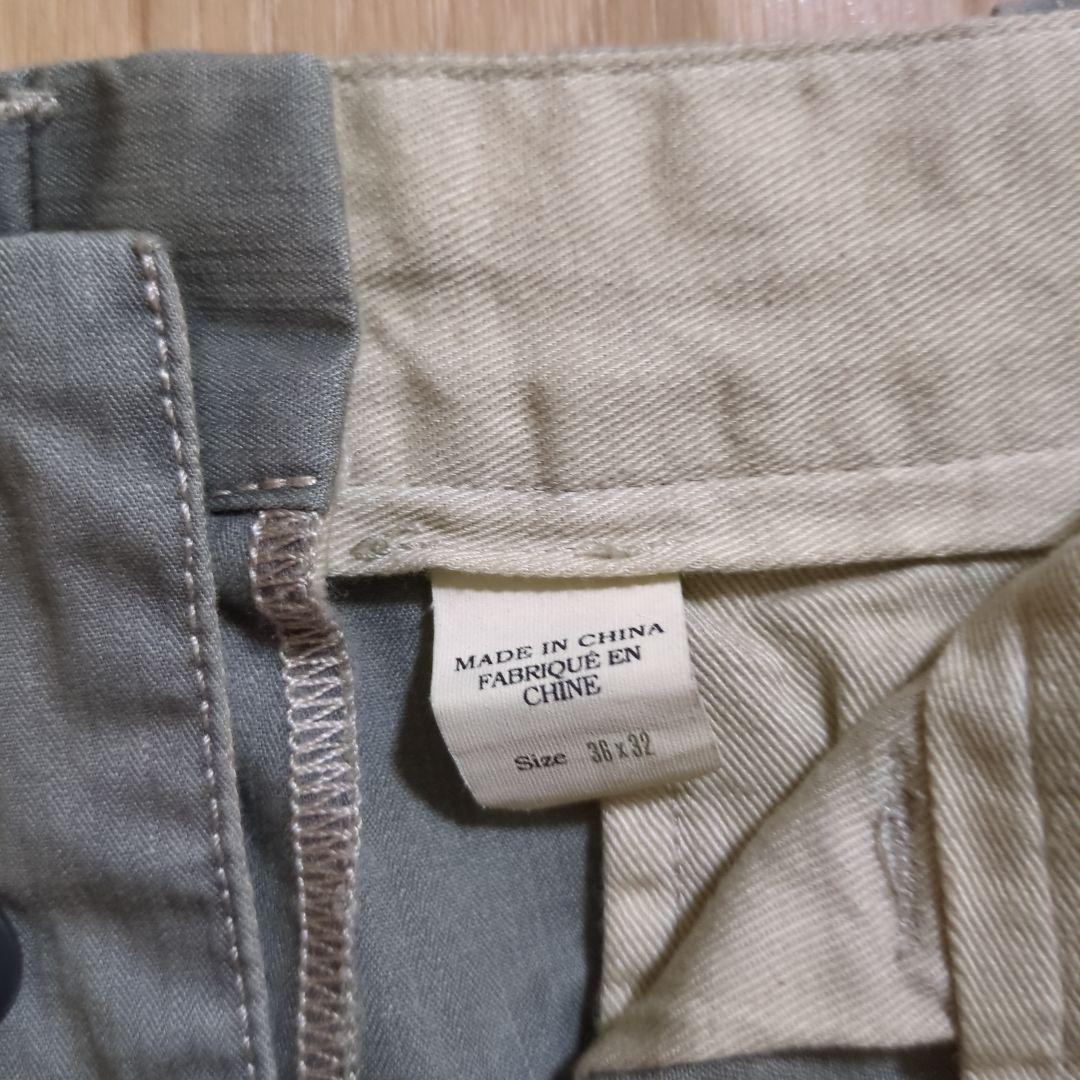 MADE IN CHINA
FABRIQUÊ EN
CHINE
Size 36 x 32